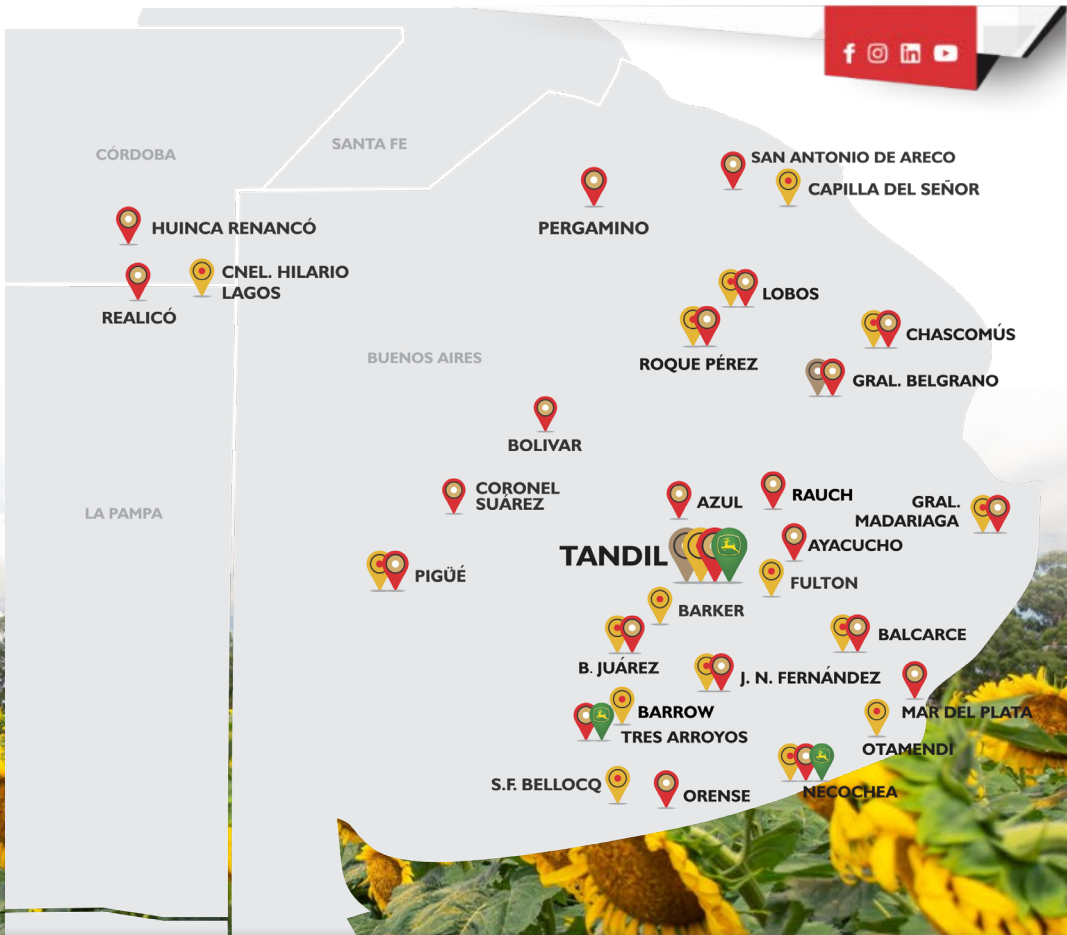 SANTA FE
CÓRDOBA
SAN ANTONIO DE ARECO
CAPILLA DEL SEÑOR
PERGAMINO
HUINCA RENANCÓ
CNEL. HILARIO
LAGOS
REALICÓ
LOBOS
CHASCOMÚS
BUENOS AIRES
ROQUE PÉREZ
GRAL. BELGRANO
BOLIVAR
CORONEL
SUÁREZ
AZUL
RAUCH
GRAL.
MADARIAGA
LA PAMPA
AYACUCHO
TANDIL
PIGÜÉ
FULTON
BARKER
BALCARCE
B. JUÁREZ
J. N. FERNÁNDEZ
BARROW
MAR DEL PLATA
TRES ARROYOS
OTAMENDI
S.F. BELLOCQ
ORENSE
NECOCHEA